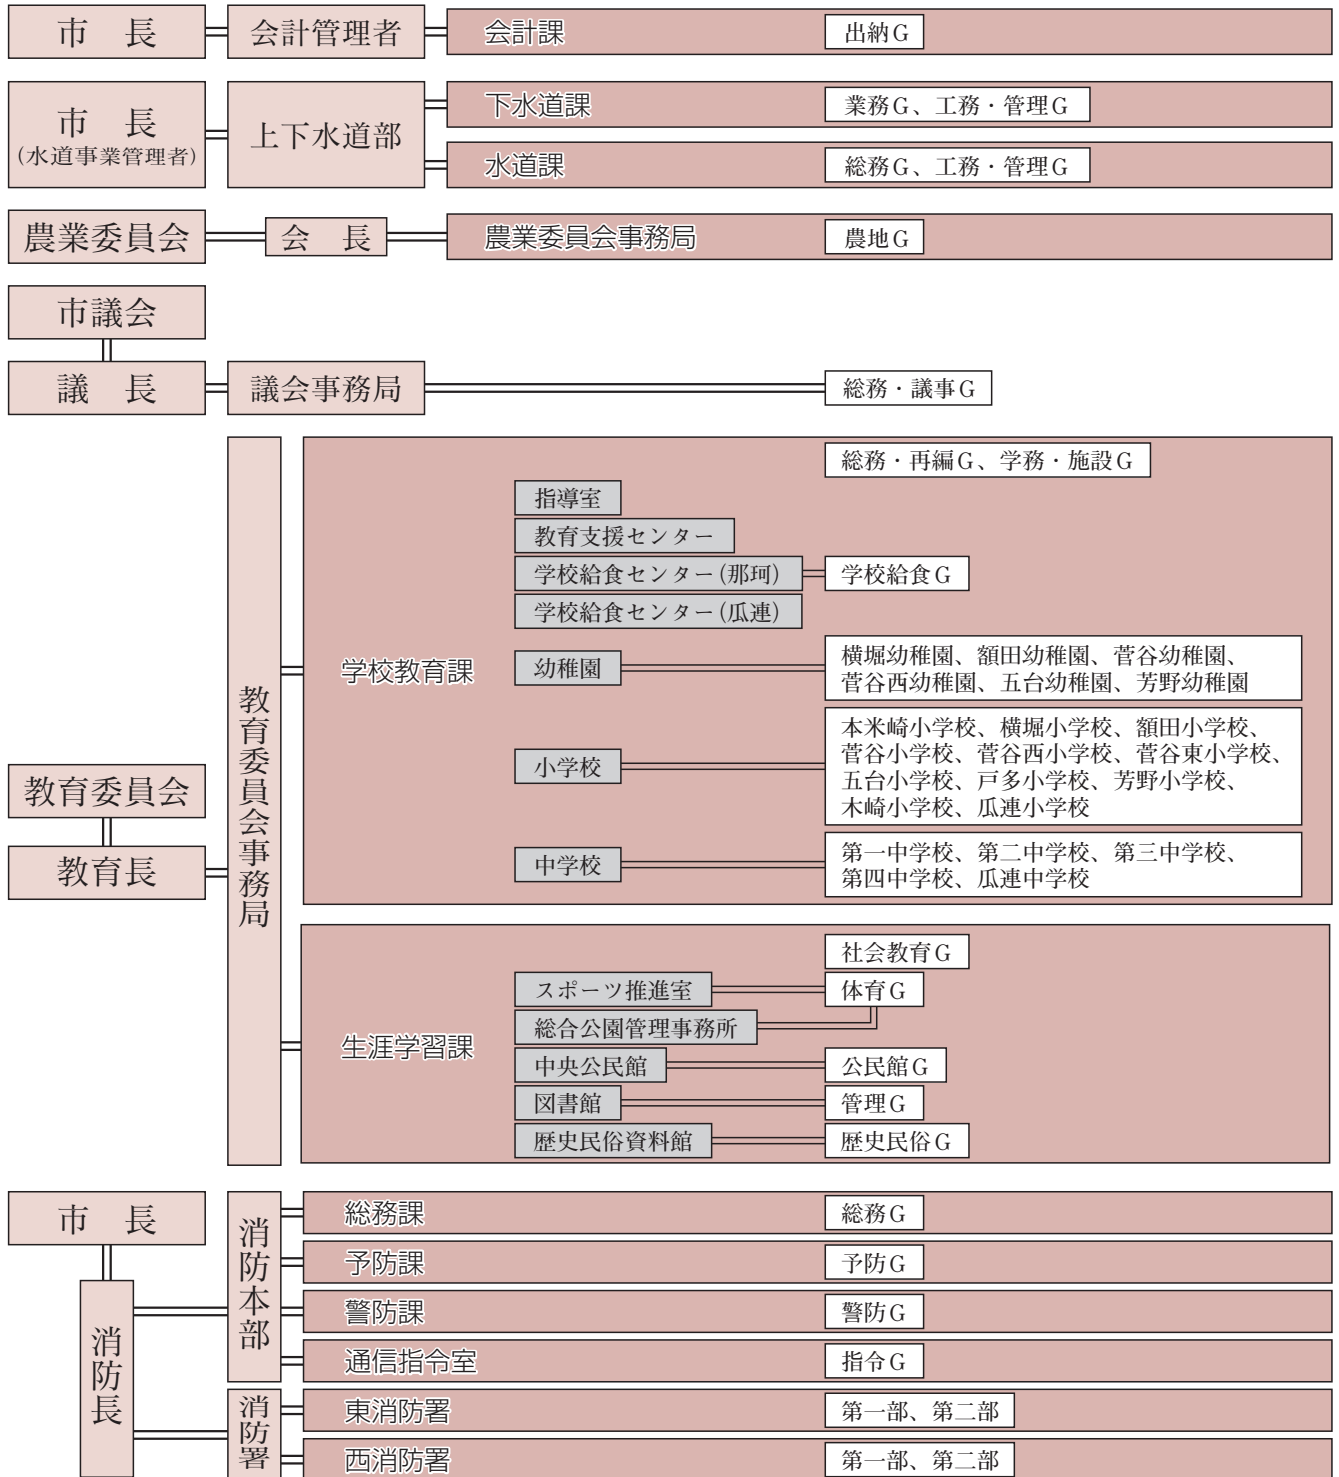 市　長
会計管理者
会計課
出納G
市　長
(水道事業管理者)
上下水道部
下水道課
業務G、工務・管理G
水道課
総務G、工務・管理G
農業委員会
会　長
農業委員会事務局
農地G
市議会
議　長
議会事務局
総務・議事G
教育委員会
教育長
教育委員会事務局
学校教育課
総務・再編G、学務・施設G
指導室
教育支援センター
学校給食センター(那珂)
学校給食G
学校給食センター(瓜連)
幼稚園
横堀幼稚園、額田幼稚園、菅谷幼稚園、
菅谷西幼稚園、五台幼稚園、芳野幼稚園
小学校
本米崎小学校、横堀小学校、額田小学校、
菅谷小学校、菅谷西小学校、菅谷東小学校、
五台小学校、戸多小学校、芳野小学校、
木崎小学校、瓜連小学校
中学校
第一中学校、第二中学校、第三中学校、
第四中学校、瓜連中学校
生涯学習課
社会教育G
スポーツ推進室
体育G
総合公園管理事務所
中央公民館
公民館G
図書館
管理G
歴史民俗資料館
歴史民俗G
市　長
消防長
消防本部
総務課
総務G
予防課
予防G
警防課
警防G
通信指令室
指令G
消防署
東消防署
第一部、第二部
西消防署
第一部、第二部